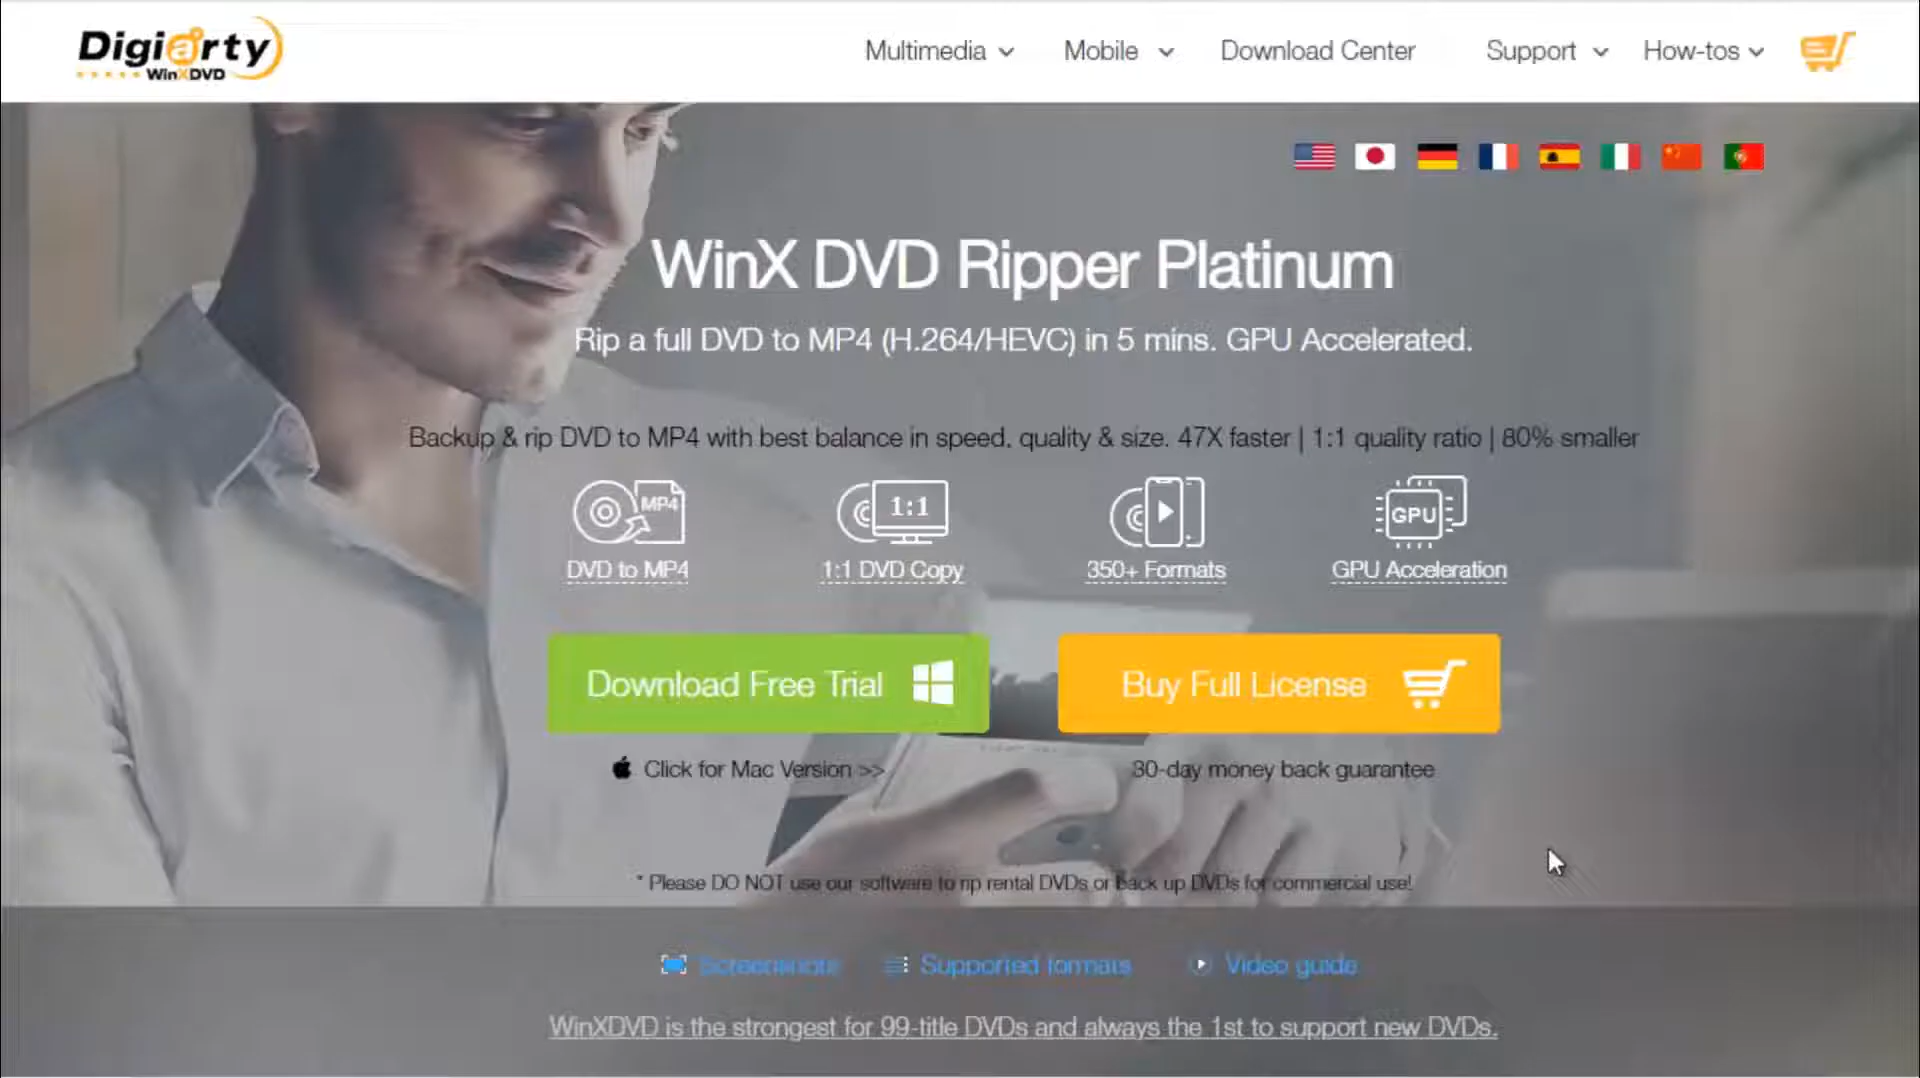 Digiarty
WinXDVD
Multimedia Mobile Download Center Support How-tos
WinX DVD Ripper Platinum
Rip a full DVD to MP4 (H.264/HEVC) in 5 mins. GPU Accelerated.
Backup & rip DVD to MP4 with best balance in speed, quality & size. 47X faster | 1:1 quality ratio | 80% smaller
MP4 1:1 GPU
DVD to MP4 1:1 DVD Copy 350+ Formats GPU Acceleration
Download Free Trial Buy Full License
Click for Mac Version >> 30-day money back guarantee
* Please DO NOT use our software to rip rental DVDs or back up DVDs for commercial use!
Screenshots Supported formats Video guide
WinXDVD is the strongest for 99-title DVDs and always the 1st to support new DVDs.